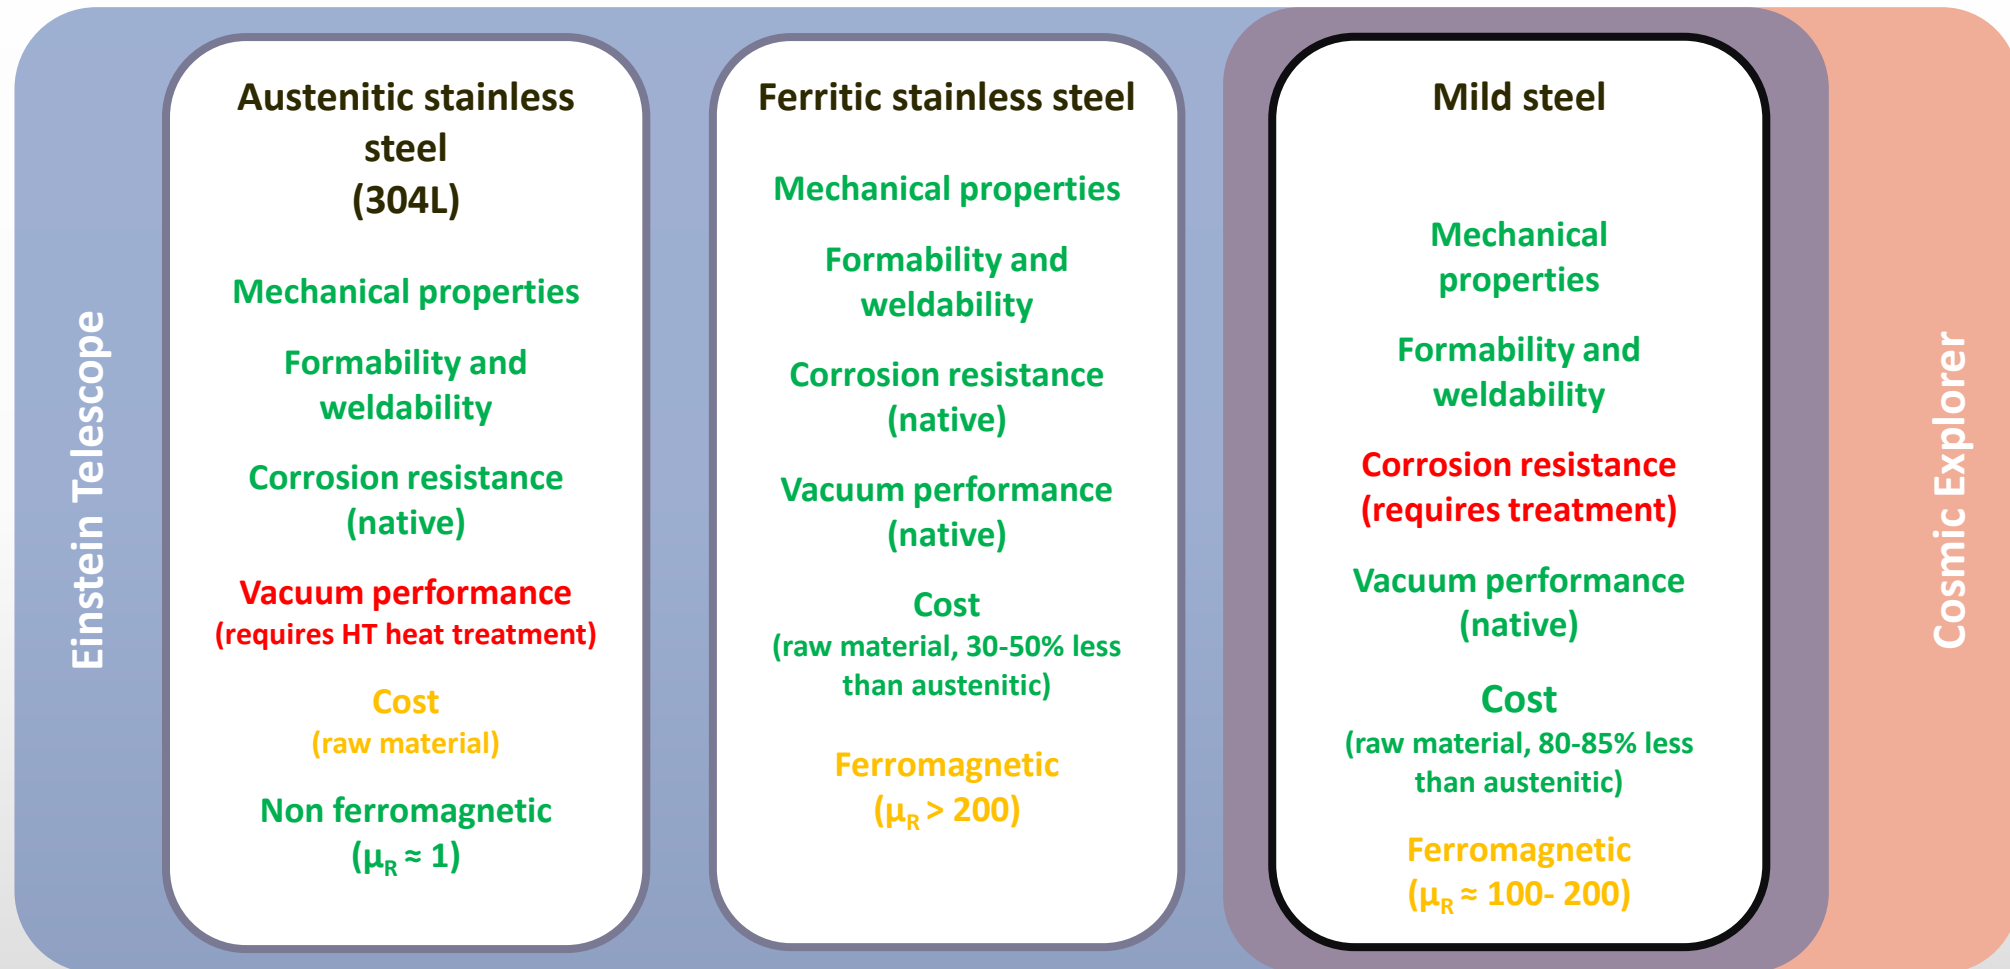 Einstein Telescope
Austenitic stainless
steel
(304L)
Mechanical properties
Formability and
weldability
Corrosion resistance
(native)
Vacuum performance
(requires HT heat treatment)
Cost
(raw material)
Non ferromagnetic
(μR ≈ 1)
Ferritic stainless steel
Mechanical properties
Formability and
weldability
Corrosion resistance
(native)
Vacuum performance
(native)
Cost
(raw material, 30-50% less
than austenitic)
Ferromagnetic
(μR > 200)
Mild steel
Mechanical
properties
Formability and
weldability
Corrosion resistance
(requires treatment)
Vacuum performance
(native)
Cost
(raw material, 80-85% less
than austenitic)
Ferromagnetic
(μR ≈ 100- 200)
Cosmic Explorer